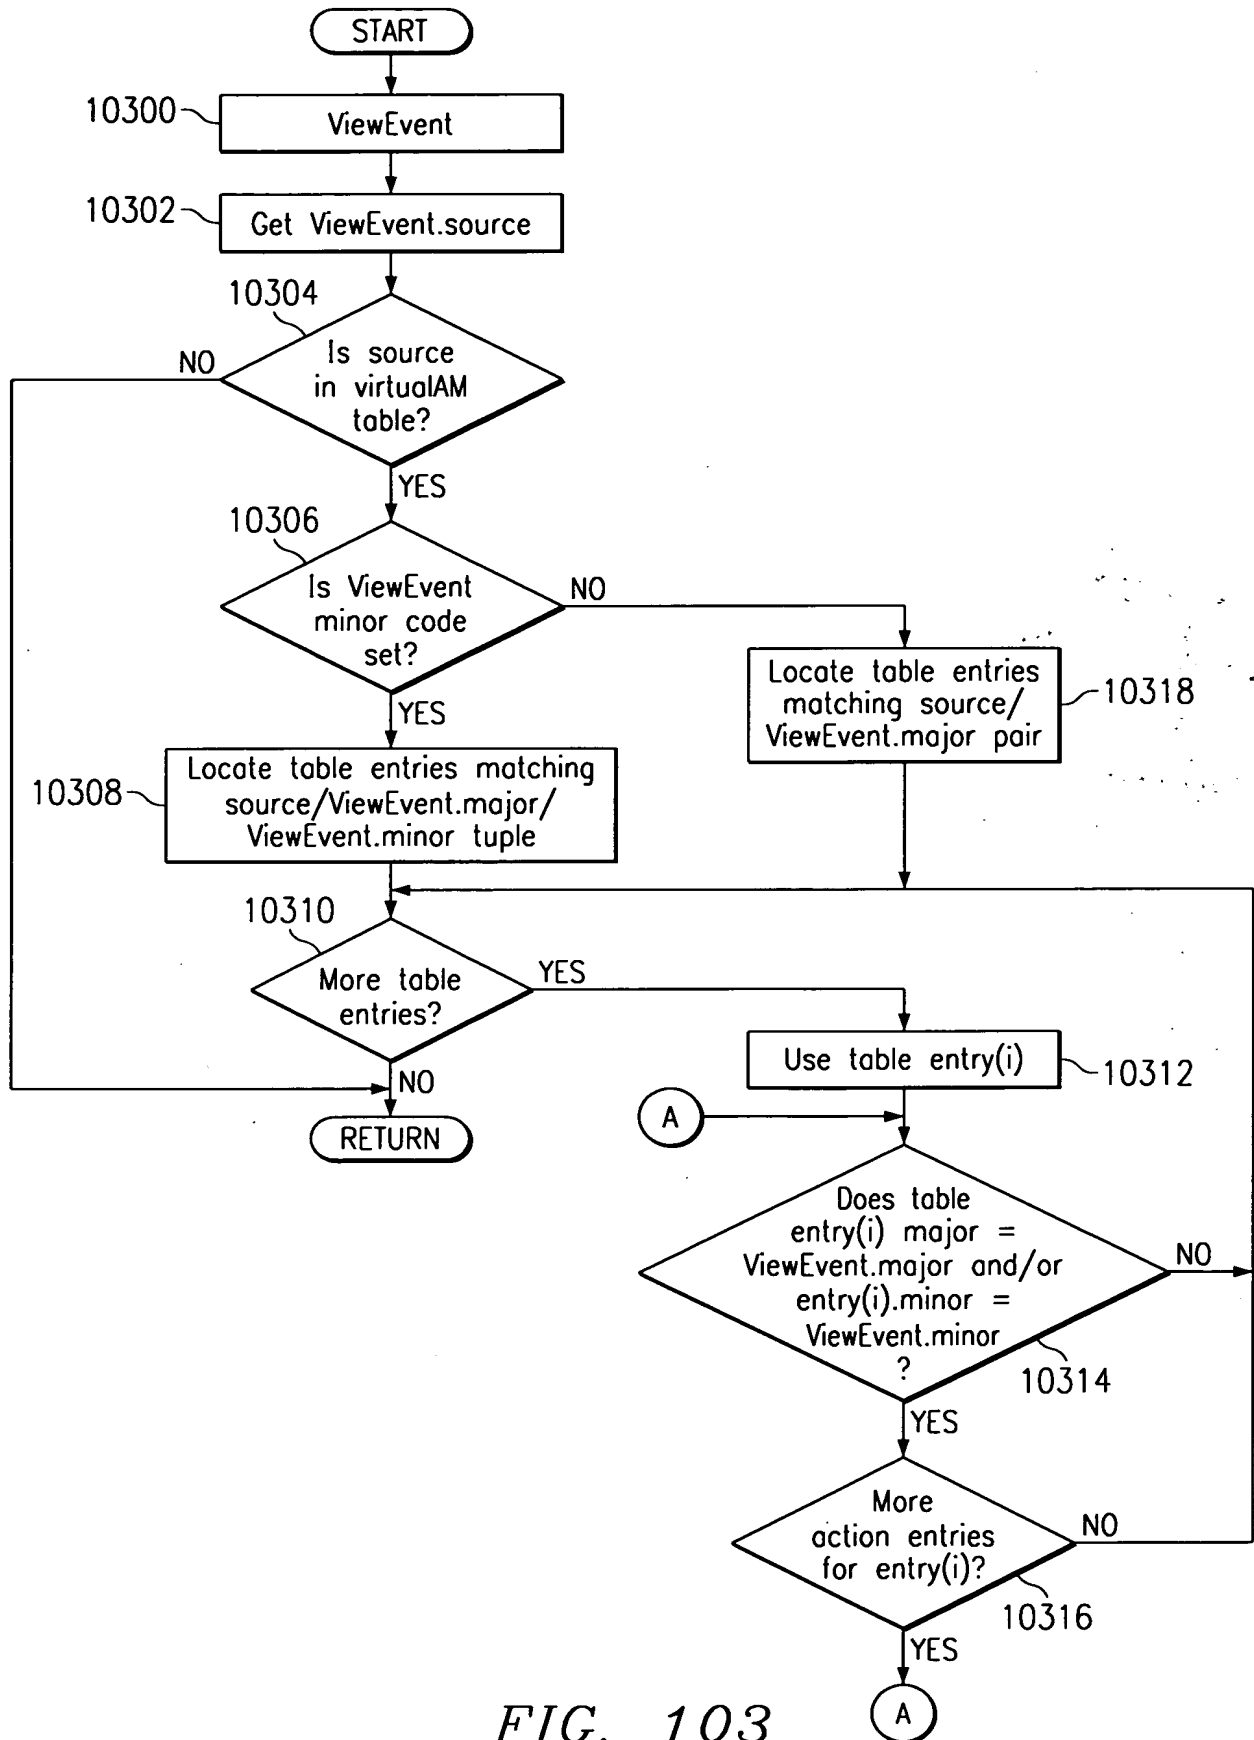 START
10300
ViewEvent
10302
Get ViewEvent.source
10304
Is source
in virtualAM
table?
NO
YES
10306
Is ViewEvent
minor code
set?
NO
YES
Locate table entries
matching source/
ViewEvent.major pair
10318
10308
Locate table entries matching
source/ViewEvent.major/
ViewEvent.minor tuple
10310
More table
entries?
YES
NO
RETURN
Use table entry(i)
10312
A
Does table
entry(i) major =
ViewEvent.major and/or
entry(i).minor =
ViewEvent.minor
?
NO
10314
YES
More
action entries
for entry(i)?
NO
10316
YES
A
FIG. 103